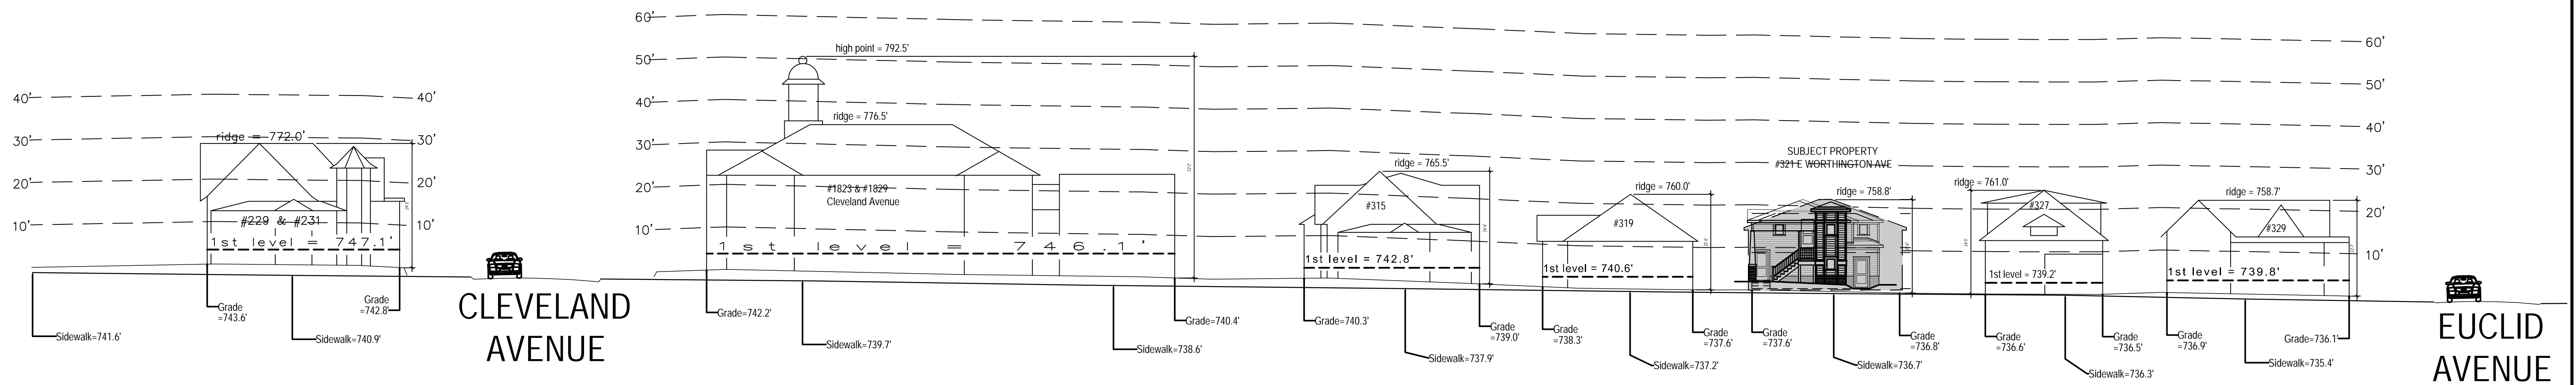 40'
30'
20'
10'
ridge = 772.0'
#229 & #231
1st level = 747.1'
40'
30'
20'
10'
Grade
=743.6'
Grade
=742.8'
Sidewalk=741.6'
Sidewalk=740.9'
CLEVELAND
AVENUE
60'
50'
40'
30'
20'
10'
high point = 792.5'
ridge = 776.5'
#1823 & #1829
Cleveland Avenue
1st level = 746.1'
Grade=742.2'
Sidewalk=739.7'
Sidewalk=738.6'
Grade=740.4'
ridge = 765.5'
#315
1st level = 742.8'
Grade=740.3'
Sidewalk=737.9'
Grade
=739.0'
ridge = 760.0'
#319
1st level = 740.6'
Grade
=738.3'
Sidewalk=737.2'
Grade
=737.6'
SUBJECT PROPERTY
#321 E WORTHINGTON AVE
ridge = 758.8'
Grade
=737.6'
Sidewalk=736.7'
Grade
=736.8'
ridge = 761.0'
#327
1st level = 739.2'
Grade
=736.6'
Sidewalk=736.3'
Grade
=736.5'
ridge = 758.7'
#329
1st level = 739.8'
Grade
=736.9'
Sidewalk=735.4'
Grade=736.1'
60'
50'
40'
30'
20'
10'
EUCLID
AVENUE